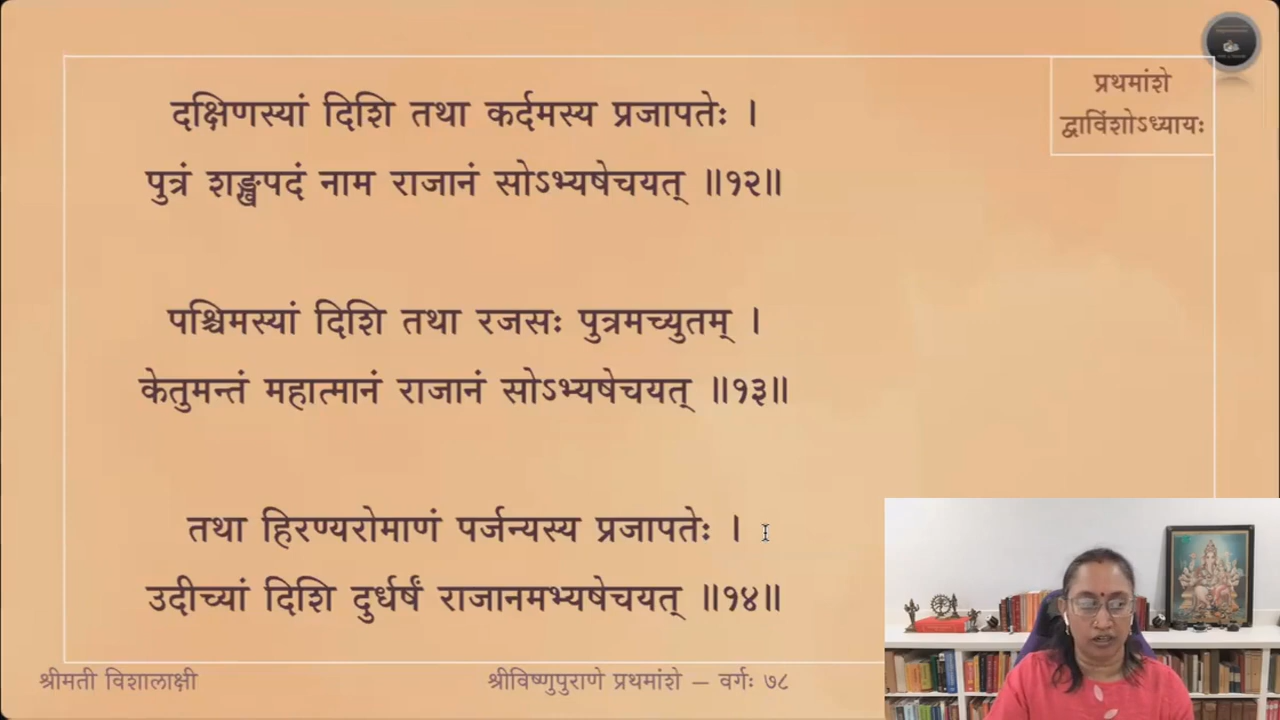 प्रथमांशे
द्वाविंशोऽध्यायः
दक्षिणस्यां दिशि तथा कर्दमस्य प्रजापतेः ।
पुत्रं शङ्खपदं नाम राजानं सोऽभ्यषेचयत् ॥१२॥
पश्चिमस्यां दिशि तथा रजसः पुत्रमच्युतम् ।
केतुमन्तं महात्मानं राजानं सोऽभ्यषेचयत् ॥१३॥
तथा हिरण्यरोमाणं पर्जन्यस्य प्रजापतेः ।
उदीच्यां दिशि दुर्धर्षं राजानमभ्यषेचयत् ॥१४॥
श्रीमती विशालाक्षी
श्रीविष्णुपुराणे प्रथमांशे – वर्गः ७८